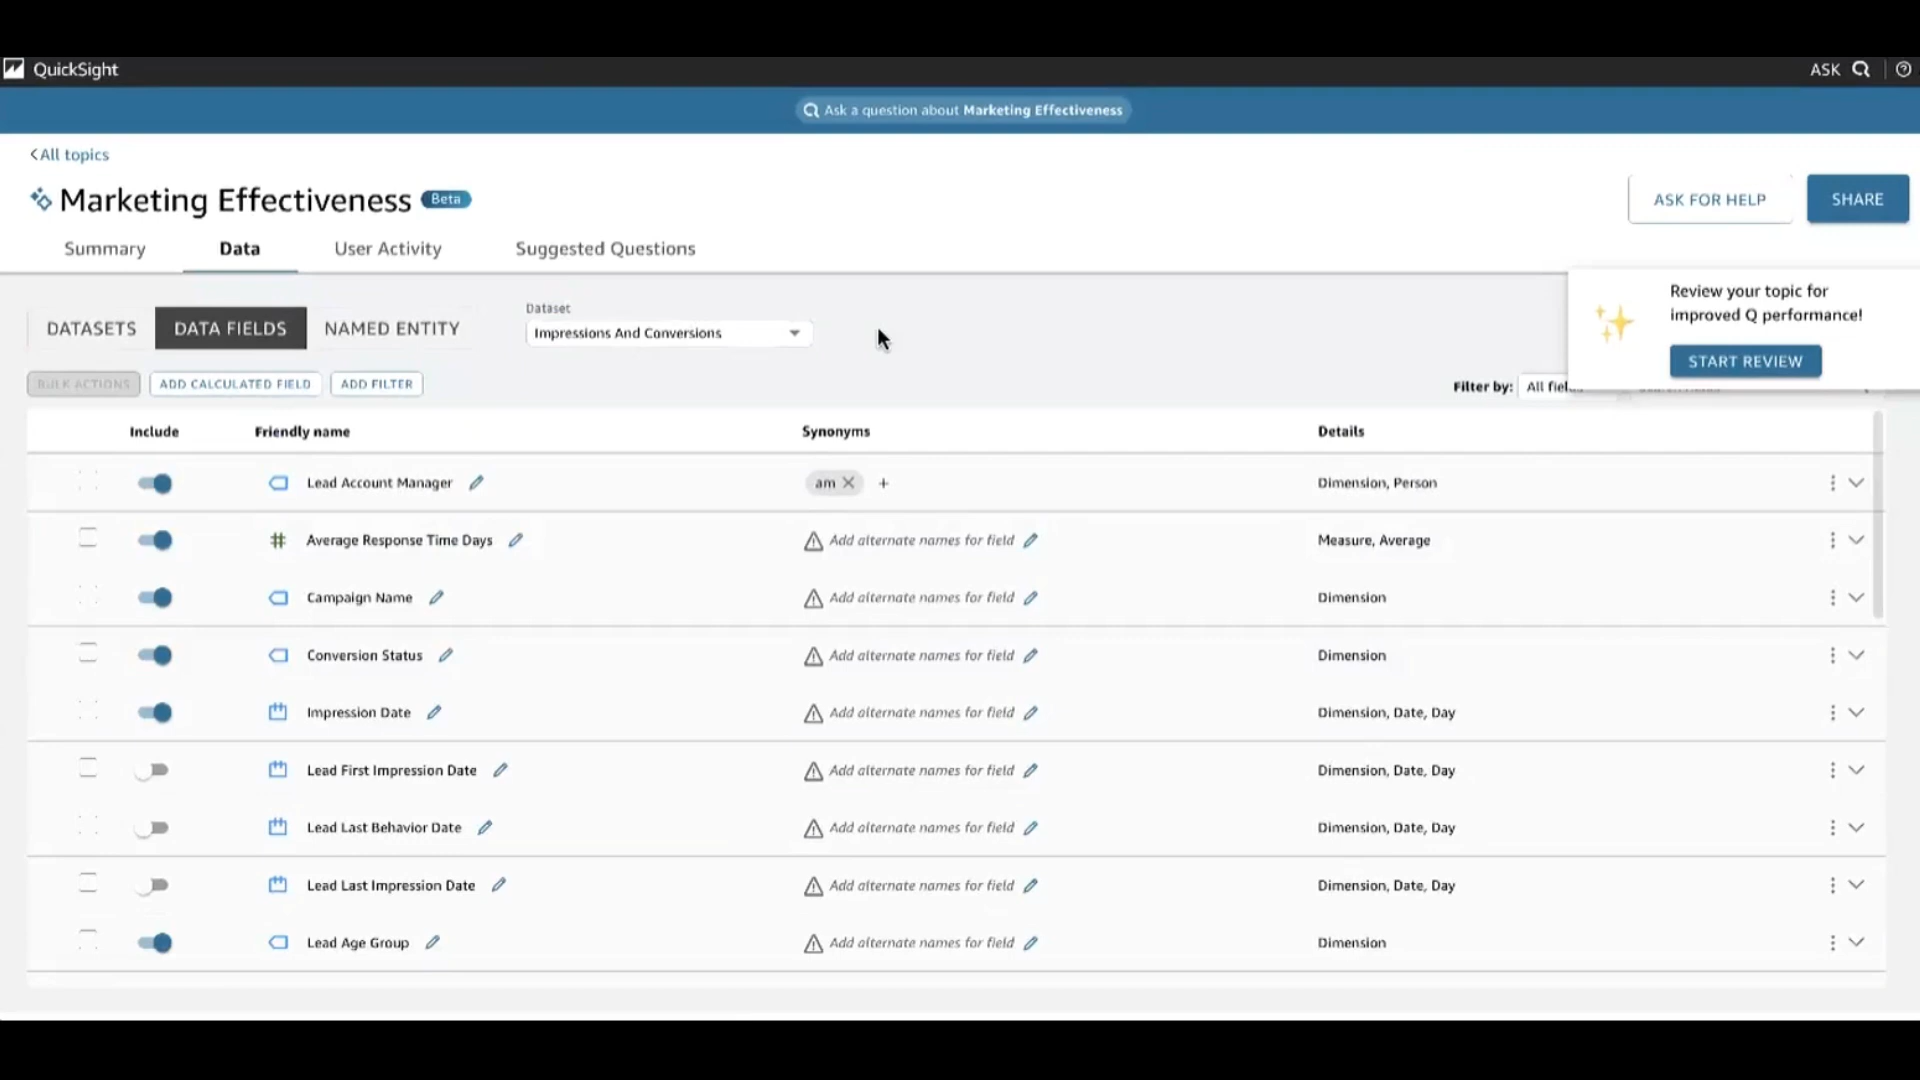 QuickSight
ASK
Ask a question about Marketing Effectiveness
All topics
Marketing Effectiveness Beta
ASK FOR HELP
SHARE
Summary
Data
User Activity
Suggested Questions
Review your topic for
improved Q performance!
START REVIEW
DATASETS
DATA FIELDS
NAMED ENTITY
Dataset
Impressions And Conversions
BULK ACTIONS
ADD CALCULATED FIELD
ADD FILTER
Filter by:
Include
Friendly name
Synonyms
Details
Lead Account Manager
am
Dimension, Person
Average Response Time Days
Add alternate names for field
Measure, Average
Campaign Name
Add alternate names for field
Dimension
Conversion Status
Add alternate names for field
Dimension
Impression Date
Add alternate names for field
Dimension, Date, Day
Lead First Impression Date
Add alternate names for field
Dimension, Date, Day
Lead Last Behavior Date
Add alternate names for field
Dimension, Date, Day
Lead Last Impression Date
Add alternate names for field
Dimension, Date, Day
Lead Age Group
Add alternate names for field
Dimension